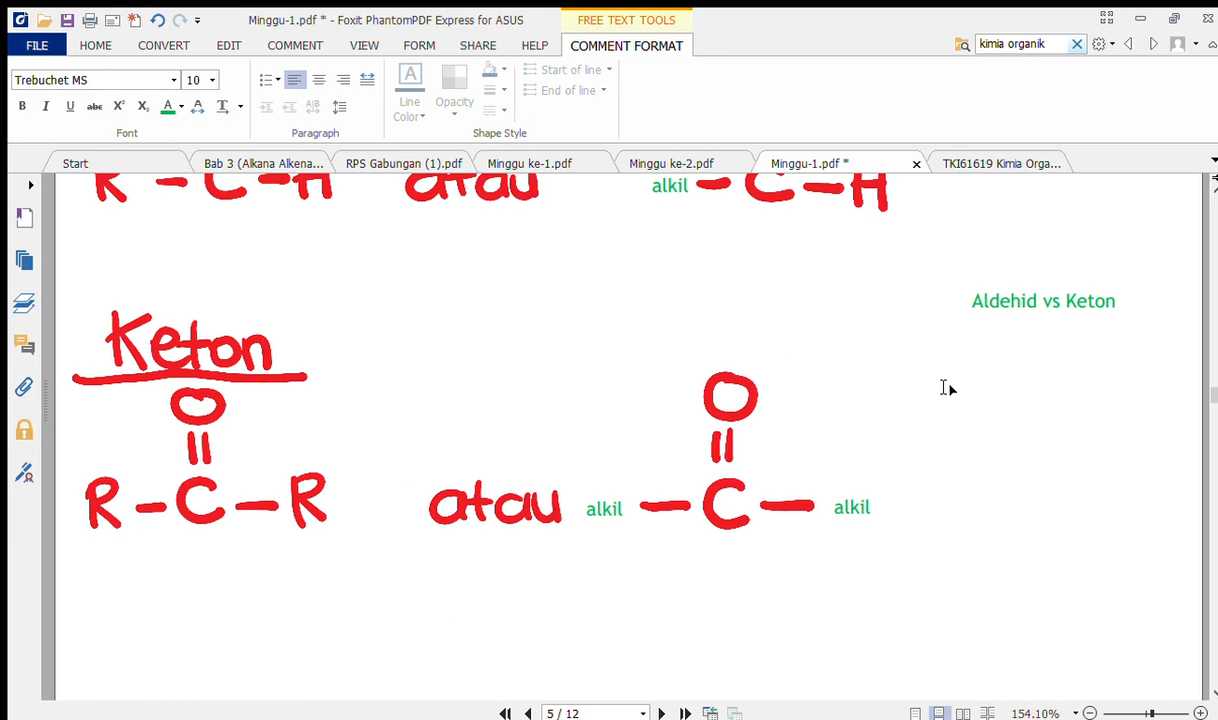 Minggu-1.pdf * - Foxit PhantomPDF Express for ASUS
FREE TEXT TOOLS
FILE HOME CONVERT EDIT COMMENT VIEW FORM SHARE HELP COMMENT FORMAT
kimia organik
Trebuchet MS 10
B I U abc X² X₂ A A T
Line Color
Opacity
Start of line
End of line
Font Paragraph Shape Style
Start Bab 3 (Alkana Alkena... RPS Gabungan (1).pdf Minggu ke-1.pdf Minggu ke-2.pdf Minggu-1.pdf * TKI61619 Kimia Orga...
R - C - H atau alkil - C - H
Aldehid vs Keton
Keton
O O
|| ||
R - C - R atau alkil - C - alkil
5 / 12
154.10%